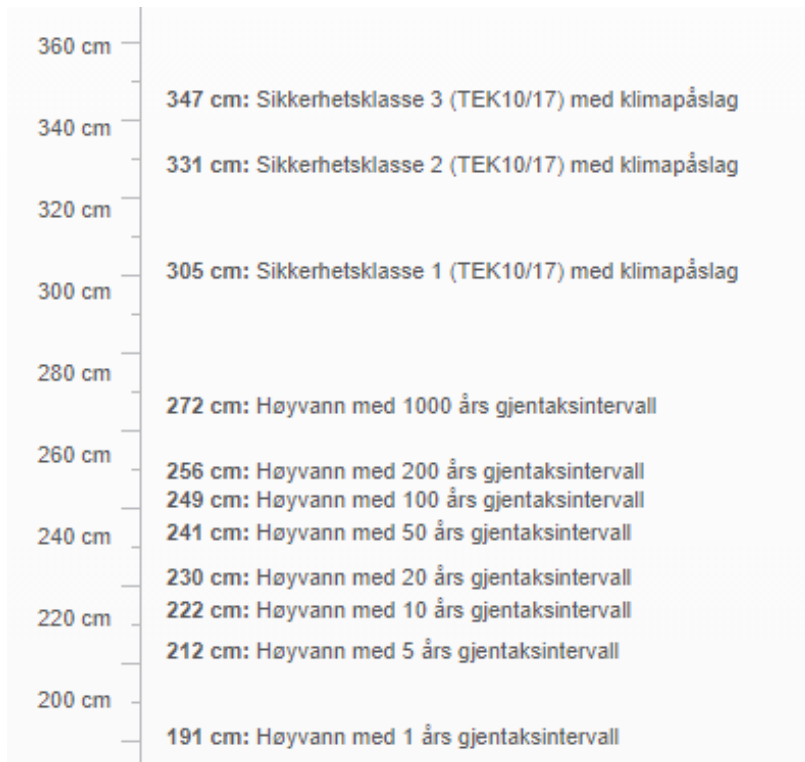 360 cm
347 cm: Sikkerhetsklasse 3 (TEK10/17) med klimapåslag
340 cm
331 cm: Sikkerhetsklasse 2 (TEK10/17) med klimapåslag
320 cm
305 cm: Sikkerhetsklasse 1 (TEK10/17) med klimapåslag
300 cm
280 cm
272 cm: Høyvann med 1000 års gjentaksintervall
260 cm
256 cm: Høyvann med 200 års gjentaksintervall
249 cm: Høyvann med 100 års gjentaksintervall
240 cm
241 cm: Høyvann med 50 års gjentaksintervall
230 cm: Høyvann med 20 års gjentaksintervall
222 cm: Høyvann med 10 års gjentaksintervall
220 cm
212 cm: Høyvann med 5 års gjentaksintervall
200 cm
191 cm: Høyvann med 1 års gjentaksintervall